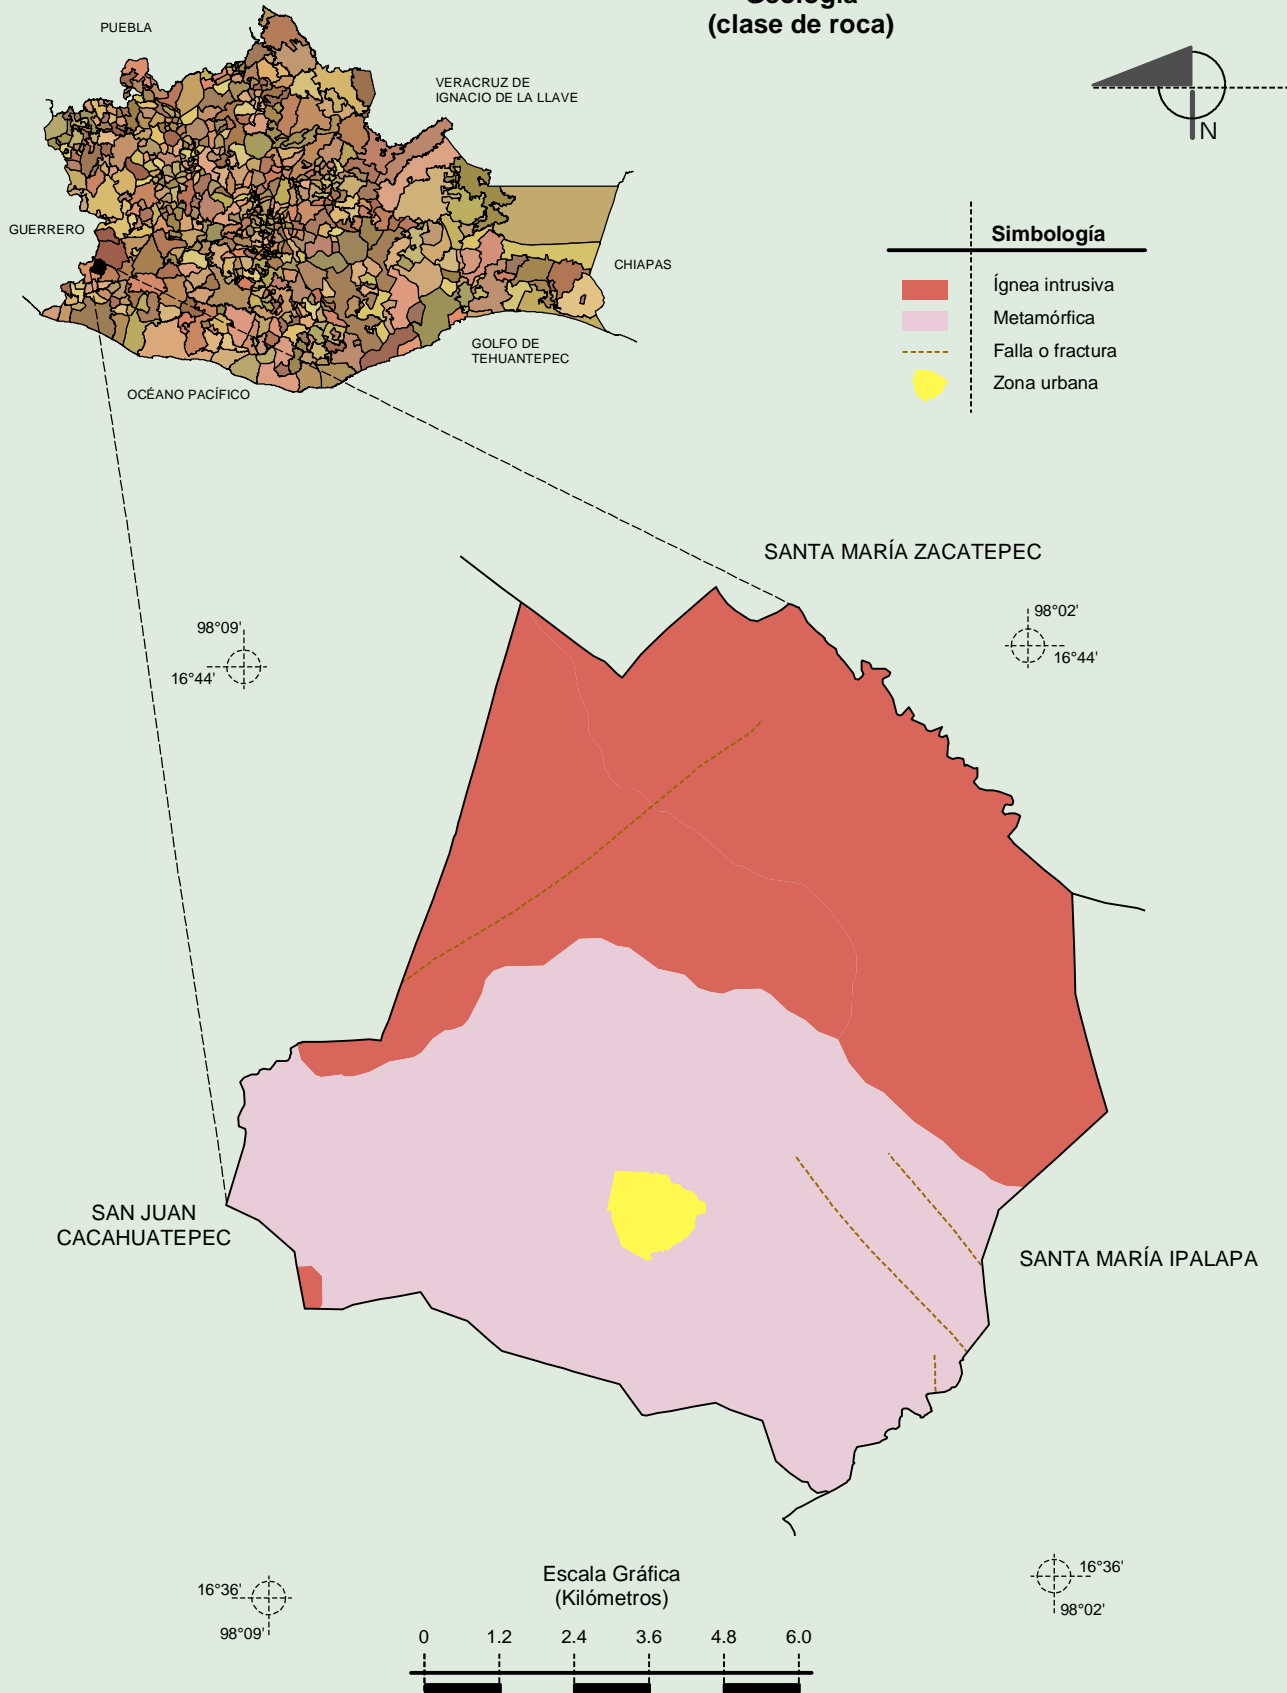 (clase de roca)
PUEBLA
VERACRUZ DE
IGNACIO DE LA LLAVE
N
GUERRERO
CHIAPAS
GOLFO DE
TEHUANTEPEC
OCÉANO PACÍFICO
Simbología
Ígnea intrusiva
Metamórfica
Falla o fractura
Zona urbana
SANTA MARÍA ZACATEPEC
98°09'
16°44'
98°02'
16°44'
SAN JUAN
CACAHUATEPEC
SANTA MARÍA IPALAPA
16°36'
98°09'
16°36'
98°02'
Escala Gráfica
(Kilómetros)
0 1.2 2.4 3.6 4.8 6.0